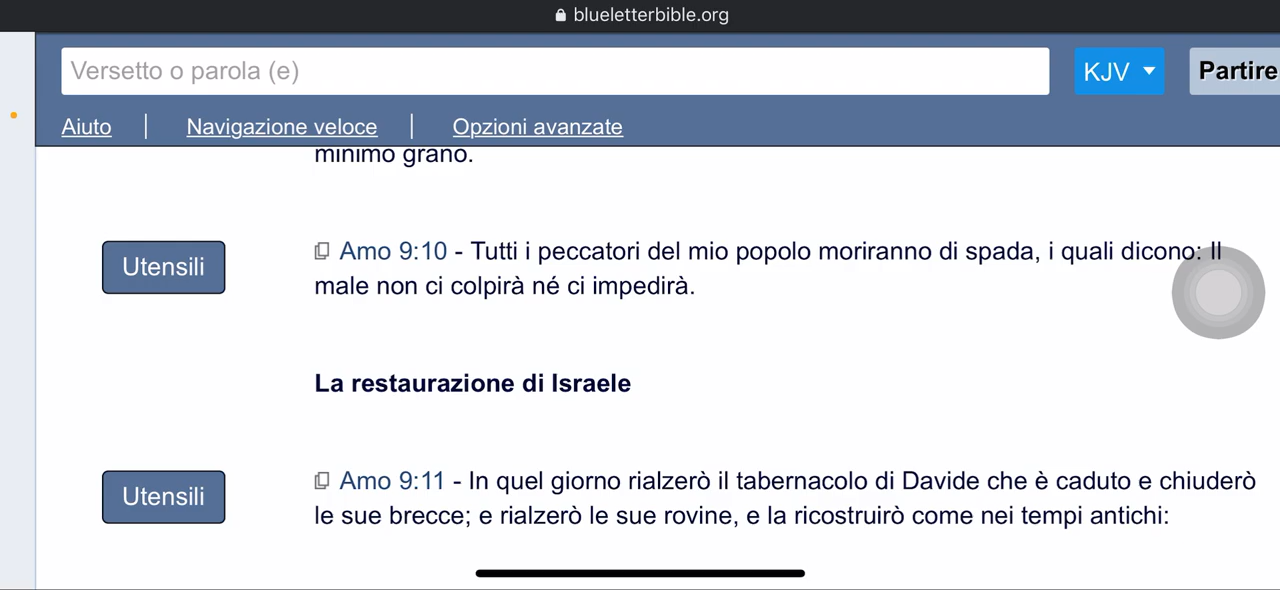 blueletterbible.org
Versetto o parola (e)
KJV
Partire
Aiuto | Navigazione veloce | Opzioni avanzate
minimo grano.
Utensili
Amo 9:10 - Tutti i peccatori del mio popolo moriranno di spada, i quali dicono: Il
male non ci colpirà né ci impedirà.
La restaurazione di Israele
Utensili
Amo 9:11 - In quel giorno rialzerò il tabernacolo di Davide che è caduto e chiuderò
le sue brecce; e rialzerò le sue rovine, e la ricostruirò come nei tempi antichi: